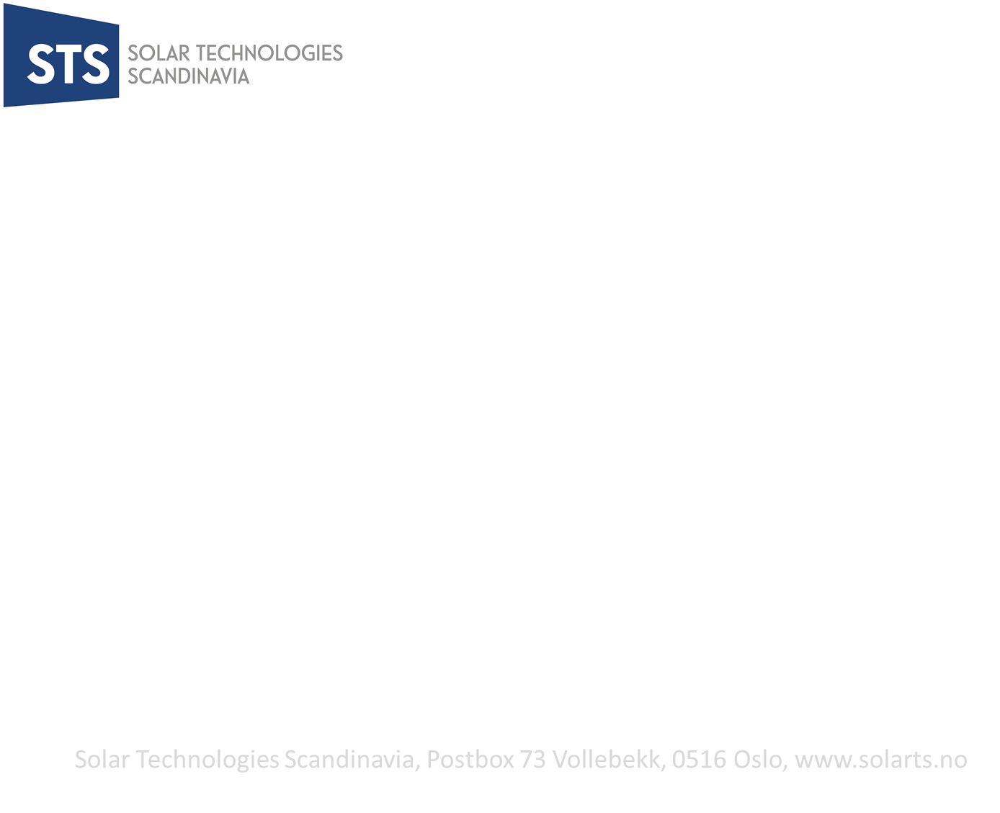 STS
SOLAR TECHNOLOGIES
SCANDINAVIA
Solar Technologies Scandinavia, Postbox 73 Vollebekk, 0516 Oslo, www.solarts.no